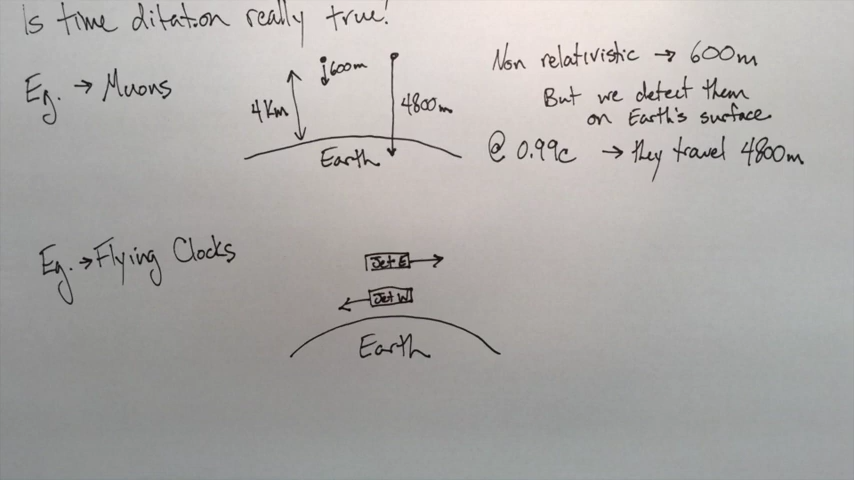 Is time dilation really true!
Eg. → Muons
600m
4Km
4800m
Earth
Non relativistic → 600m
But we detect them
on Earth's surface
@ 0.99c → they travel 4800m
Eg. → Flying Clocks
Jet E
Jet W
Earth